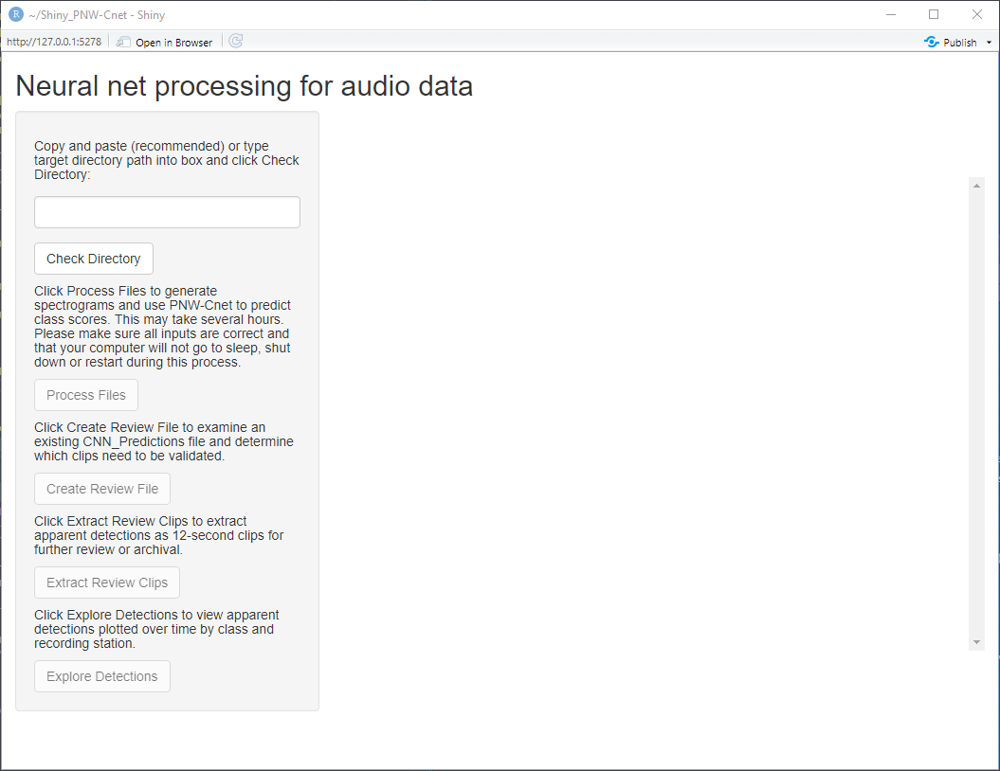 R ~/Shiny_PNW-Cnet - Shiny
http://127.0.0.1:5278 Open in Browser Publish
Neural net processing for audio data
Copy and paste (recommended) or type
target directory path into box and click Check
Directory:
Check Directory
Click Process Files to generate
spectrograms and use PNW-Cnet to predict
class scores. This may take several hours.
Please make sure all inputs are correct and
that your computer will not go to sleep, shut
down or restart during this process.
Process Files
Click Create Review File to examine an
existing CNN_Predictions file and determine
which clips need to be validated.
Create Review File
Click Extract Review Clips to extract
apparent detections as 12-second clips for
further review or archival.
Extract Review Clips
Click Explore Detections to view apparent
detections plotted over time by class and
recording station.
Explore Detections